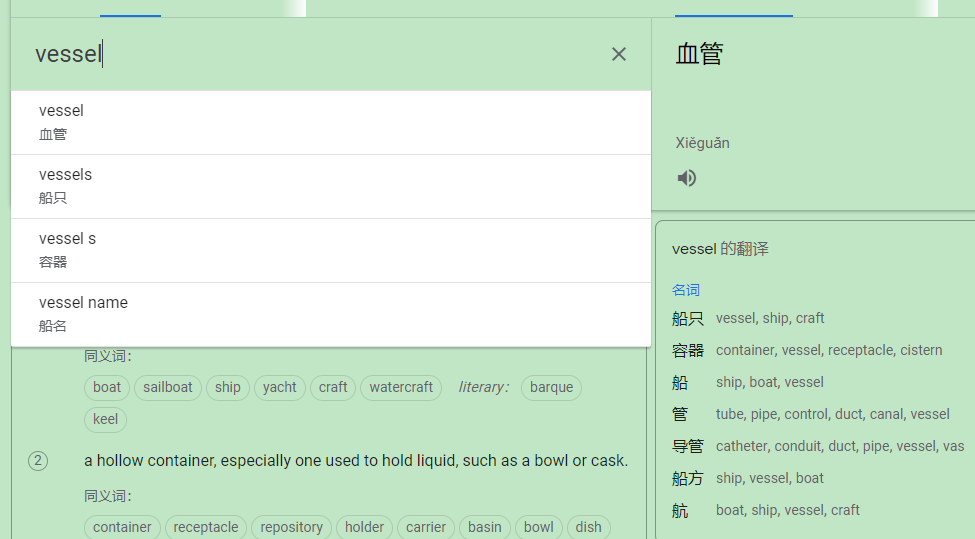 vessel
血管
Xiěguǎn
vessel
血管
vessels
船只
vessel s
容器
vessel name
船名
同义词：
boat sailboat ship yacht craft watercraft literary： barque
keel
2 a hollow container, especially one used to hold liquid, such as a bowl or cask.
同义词：
container receptacle repository holder carrier basin bowl dish
vessel 的翻译
名词
船只 vessel, ship, craft
容器 container, vessel, receptacle, cistern
船 ship, boat, vessel
管 tube, pipe, control, duct, canal, vessel
导管 catheter, conduit, duct, pipe, vessel, vas
船方 ship, vessel, boat
航 boat, ship, vessel, craft